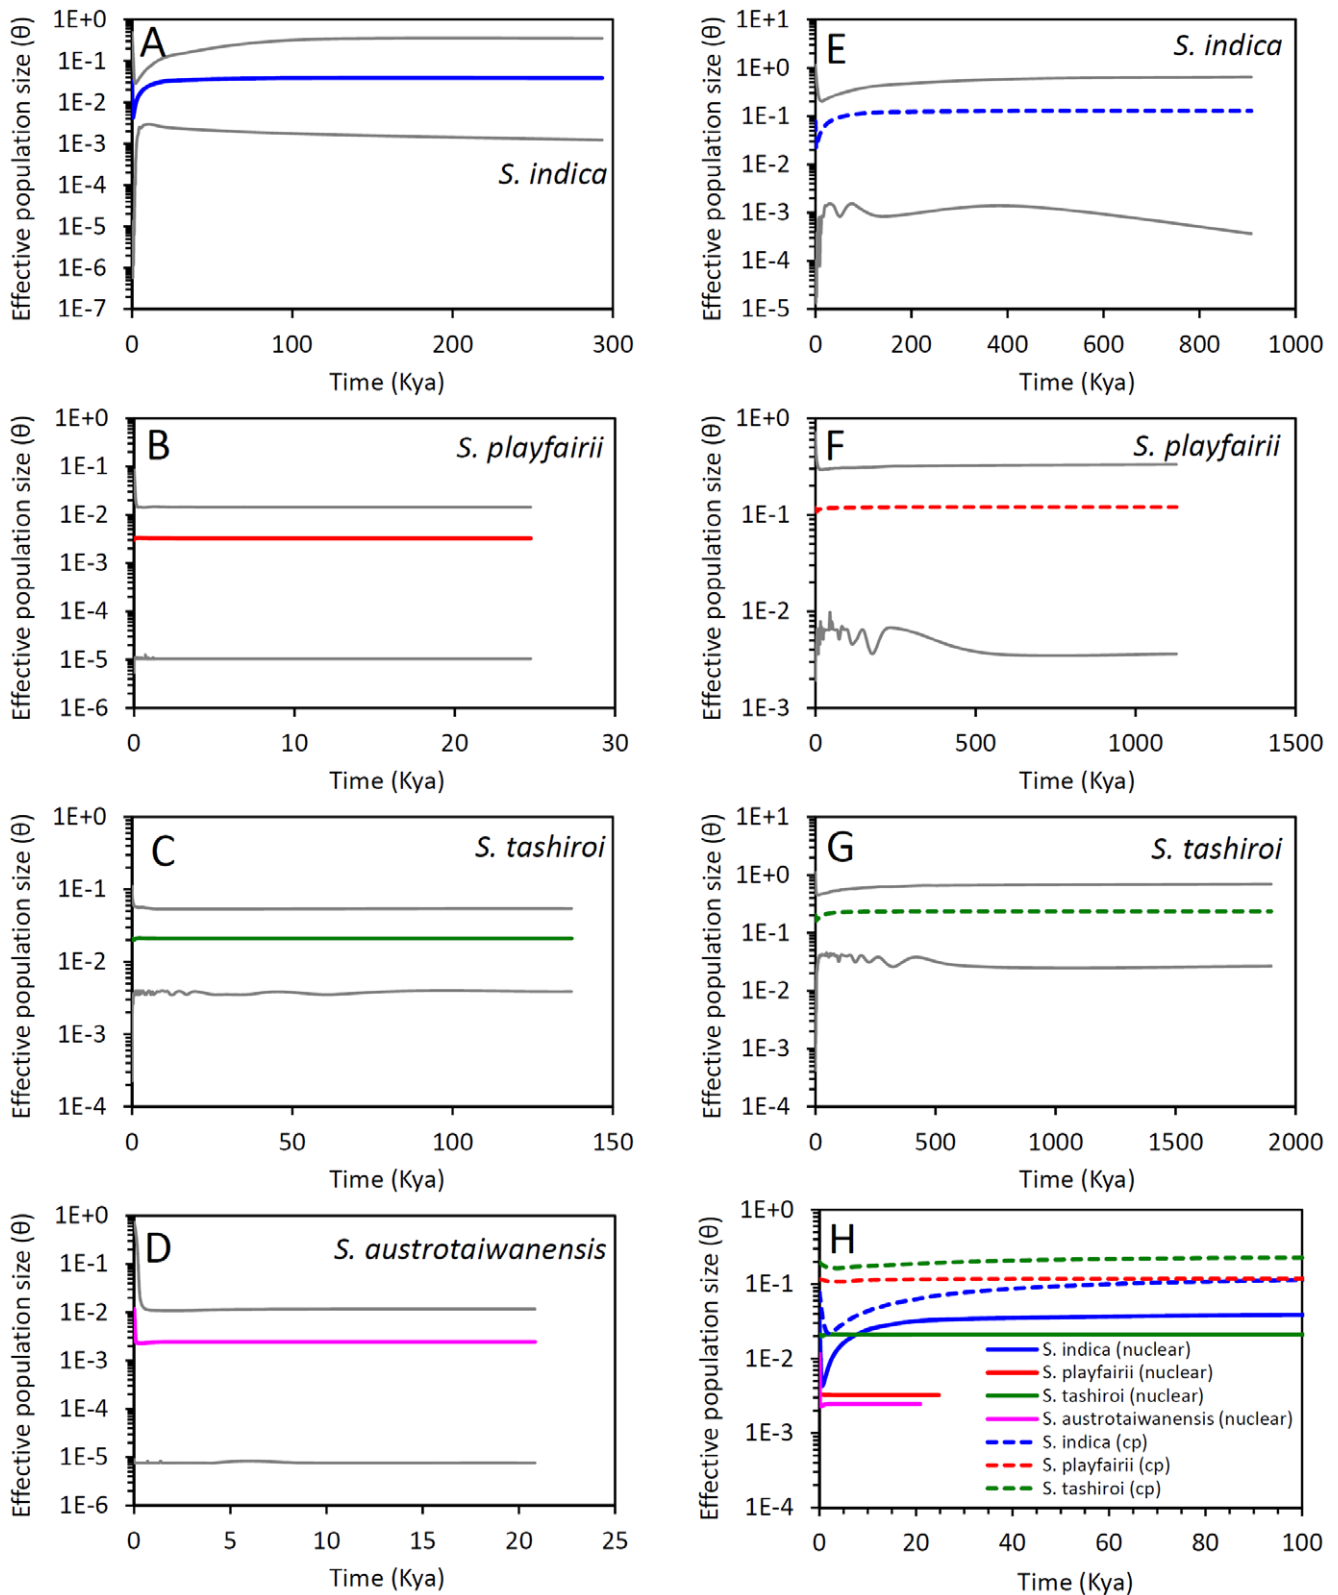 A
S. indica
Effective population size (θ)
1E+0
1E-1
1E-2
1E-3
1E-4
1E-5
1E-6
1E-7
0 100 200 300
Time (Kya)
E
S. indica
Effective population size (θ)
1E+1
1E+0
1E-1
1E-2
1E-3
1E-4
1E-5
0 200 400 600 800 1000
Time (Kya)
B
S. playfairii
Effective population size (θ)
1E+0
1E-1
1E-2
1E-3
1E-4
1E-5
1E-6
0 10 20 30
Time (Kya)
F
S. playfairii
Effective population size (θ)
1E+0
1E-1
1E-2
1E-3
0 500 1000 1500
Time (Kya)
C
S. tashiroi
Effective population size (θ)
1E+0
1E-1
1E-2
1E-3
1E-4
0 50 100 150
Time (Kya)
G
S. tashiroi
Effective population size (θ)
1E+1
1E+0
1E-1
1E-2
1E-3
1E-4
0 500 1000 1500 2000
Time (Kya)
D
S. austrotaiwanensis
Effective population size (θ)
1E+0
1E-1
1E-2
1E-3
1E-4
1E-5
1E-6
0 5 10 15 20 25
Time (Kya)
H
Effective population size (θ)
1E+0
1E-1
1E-2
1E-3
1E-4
S. indica (nuclear)
S. playfairii (nuclear)
S. tashiroi (nuclear)
S. austrotaiwanensis (nuclear)
S. indica (cp)
S. playfairii (cp)
S. tashiroi (cp)
0 20 40 60 80 100
Time (Kya)